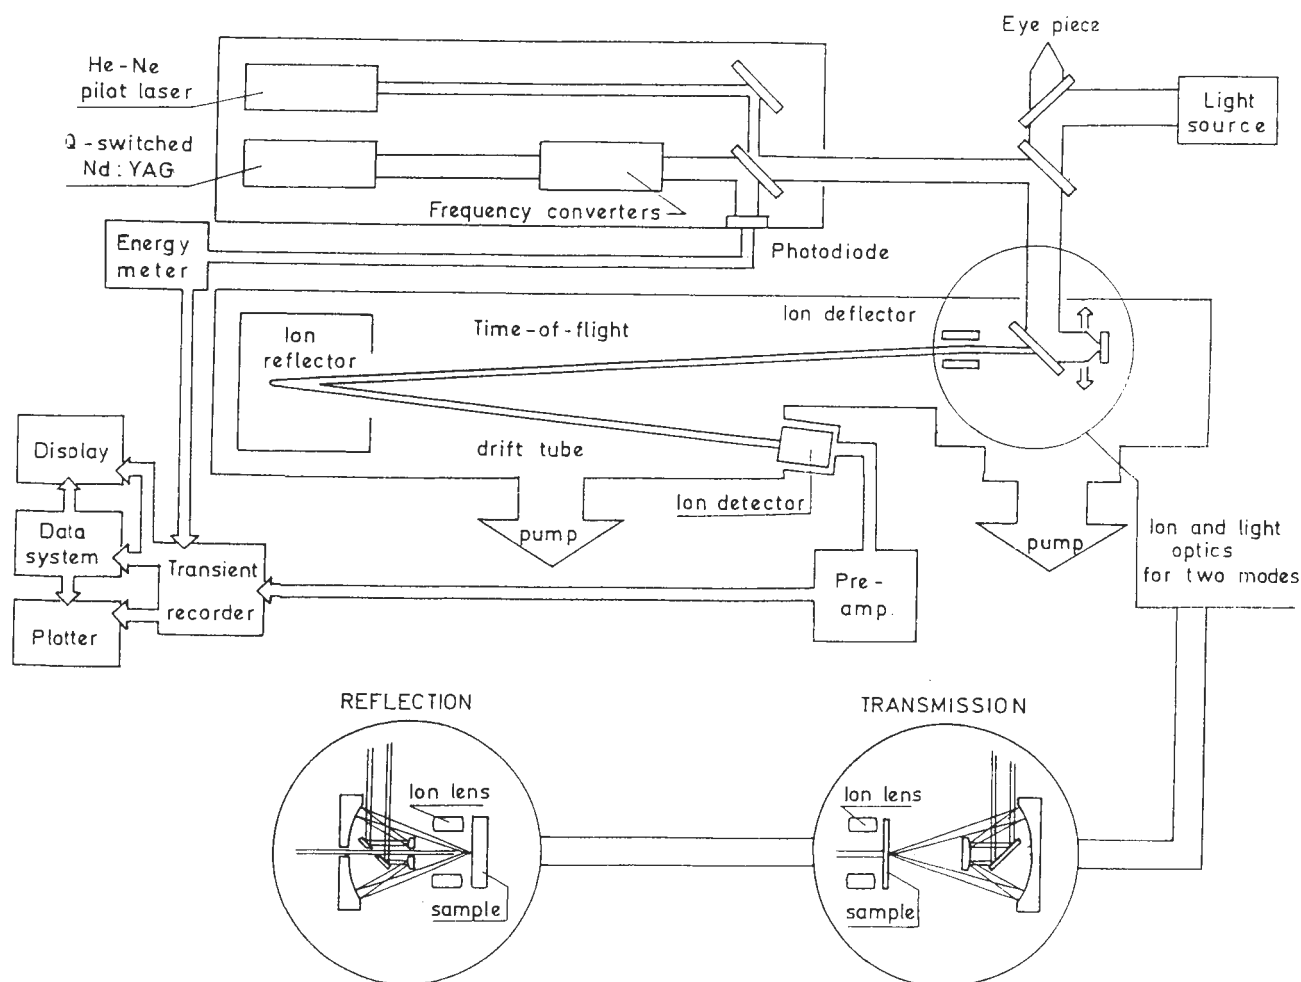 Eye piece
He-Ne
pilot laser
Light
source
Q-switched
Nd:YAG
Frequency converters
Energy
meter
Photodiode
Ion deflector
Time-of-flight
Ion
reflector
Display
drift tube
Ion detector
Data
system
pump
pump
Ion and light
optics
for two modes
Transient
recorder
Pre-
amp.
Plotter
REFLECTION
TRANSMISSION
Ion lens
Ion lens
sample
sample